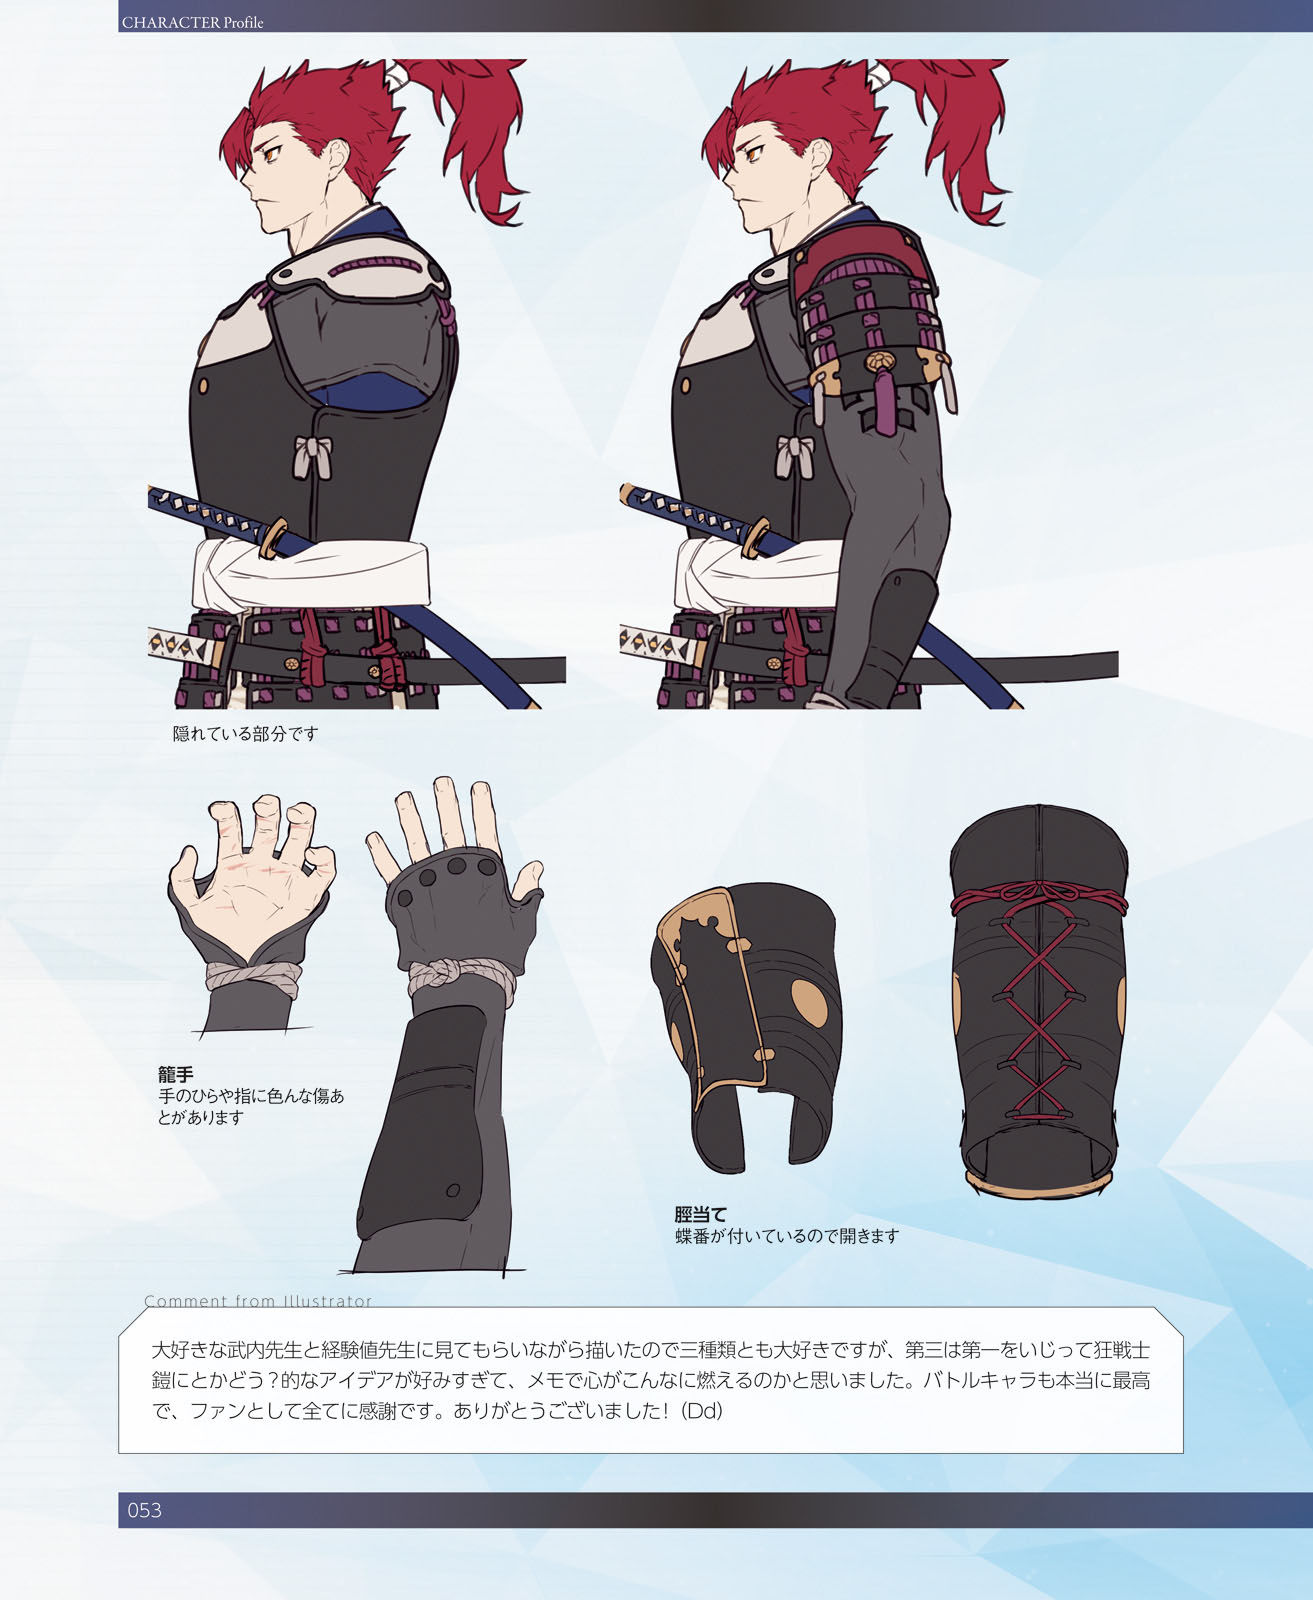 CHARACTER Profile
隠れている部分です
籠手
手のひらや指に色んな傷あ
とがあります
脛当て
蝶番が付いているので開きます
Comment from Illustrator
大好きな武内先生と経験値先生に見てもらいながら描いたので三種類とも大好きですが、第三は第一をいじって狂戦士
鎧にとかどう？的なアイデアが好みすぎて、メモで心がこんなに燃えるのかと思いました。バトルキャラも本当に最高
で、ファンとして全てに感謝です。ありがとうございました！（Dd）
053